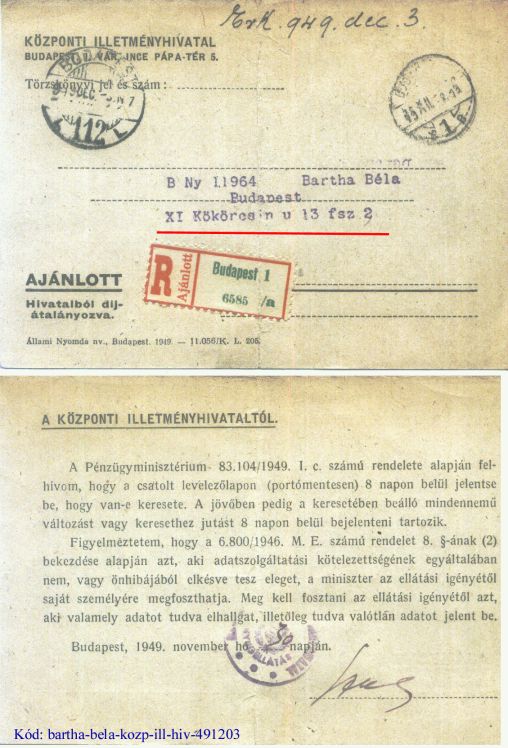 Érk. 949. dec. 3.
KÖZPONTI ILLETMÉNYHIVATAL
BUDAPEST, I. VÁR, INCE PÁPA-TÉR 5.
Törzskönyvi jel és szám:
BUDAPEST
112
1
B Ny I.1964 Bartha Béla
Budapest
XI Kökörcsin u 13 fsz 2
R
Ajánlott
Budapest 1
6585 /a
AJÁNLOTT
Hivatalból díj-
átalányozva.
Állami Nyomda nv., Budapest. 1949. — 11.056/K. L. 205.
A KÖZPONTI ILLETMÉNYHIVATALTÓL.
A Pénzügyminisztérium 83.104/1949. I. c. számú rendelete alapján fel-
hívom, hogy a csatolt levelezőlapon (portómentesen) 8 napon belül jelentse
be, hogy van-e keresete. A jövőben pedig a keresetében beálló mindennemű
változást vagy keresethez jutást 8 napon belül bejelenteni tartozik.
Figyelmeztetem, hogy a 6.800/1946. M. E. számú rendelet 8. §-ának (2)
bekezdése alapján azt, aki adatszolgáltatási kötelezettségének egyáltalában
nem, vagy önhibájából elkésve tesz eleget, a miniszter az ellátási igényétől
saját személyére megfoszthatja. Meg kell fosztani az ellátási igényétől azt,
aki valamely adatot tudva elhallgat, illetőleg tudva valótlan adatot jelent be.
Budapest, 1949. november hó 30 napján.
Kód: bartha-bela-kozp-ill-hiv-491203